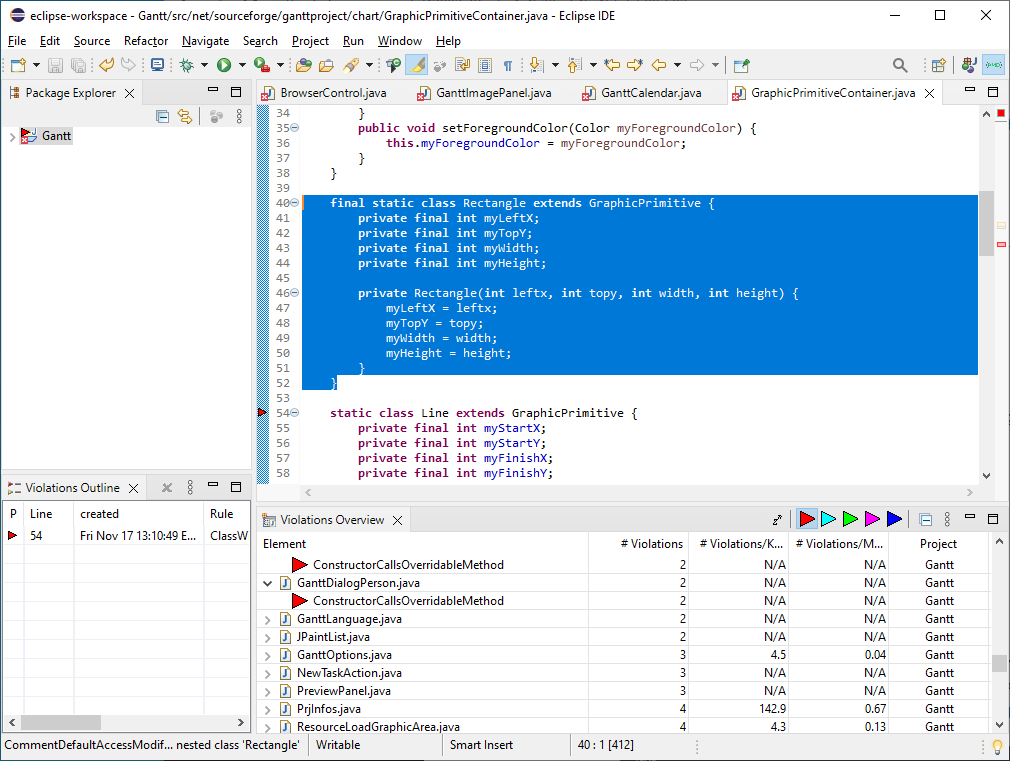 eclipse-workspace - Gantt/src/net/sourceforge/ganttproject/chart/GraphicPrimitiveContainer.java - Eclipse IDE
File Edit Source Refactor Navigate Search Project Run Window Help
Package Explorer
Gantt
BrowserControl.java GanttImagePanel.java GanttCalendar.java GraphicPrimitiveContainer.java
34 }
35 public void setForegroundColor(Color myForegroundColor) {
36 this.myForegroundColor = myForegroundColor;
37 }
38 }
39
40 final static class Rectangle extends GraphicPrimitive {
41 private final int myLeftX;
42 private final int myTopY;
43 private final int myWidth;
44 private final int myHeight;
45
46 private Rectangle(int leftx, int topy, int width, int height) {
47 myLeftX = leftx;
48 myTopY = topy;
49 myWidth = width;
50 myHeight = height;
51 }
52 }
53
54 static class Line extends GraphicPrimitive {
55 private final int myStartX;
56 private final int myStartY;
57 private final int myFinishX;
58 private final int myFinishY;
Violations Outline
P Line created Rule
54 Fri Nov 17 13:10:49 E... ClassW
Violations Overview
Element # Violations # Violations/K... # Violations/M... Project
ConstructorCallsOverridableMethod 2 N/A N/A Gantt
GanttDialogPerson.java 2 N/A N/A Gantt
ConstructorCallsOverridableMethod 2 N/A N/A Gantt
GanttLanguage.java 2 N/A N/A Gantt
JPaintList.java 2 N/A N/A Gantt
GanttOptions.java 3 4.5 0.04 Gantt
NewTaskAction.java 3 N/A N/A Gantt
PreviewPanel.java 3 N/A N/A Gantt
PrjInfos.java 4 142.9 0.67 Gantt
ResourceLoadGraphicArea.java 4 4.3 0.13 Gantt
CommentDefaultAccessModif... nested class 'Rectangle' Writable Smart Insert 40 : 1 [412]